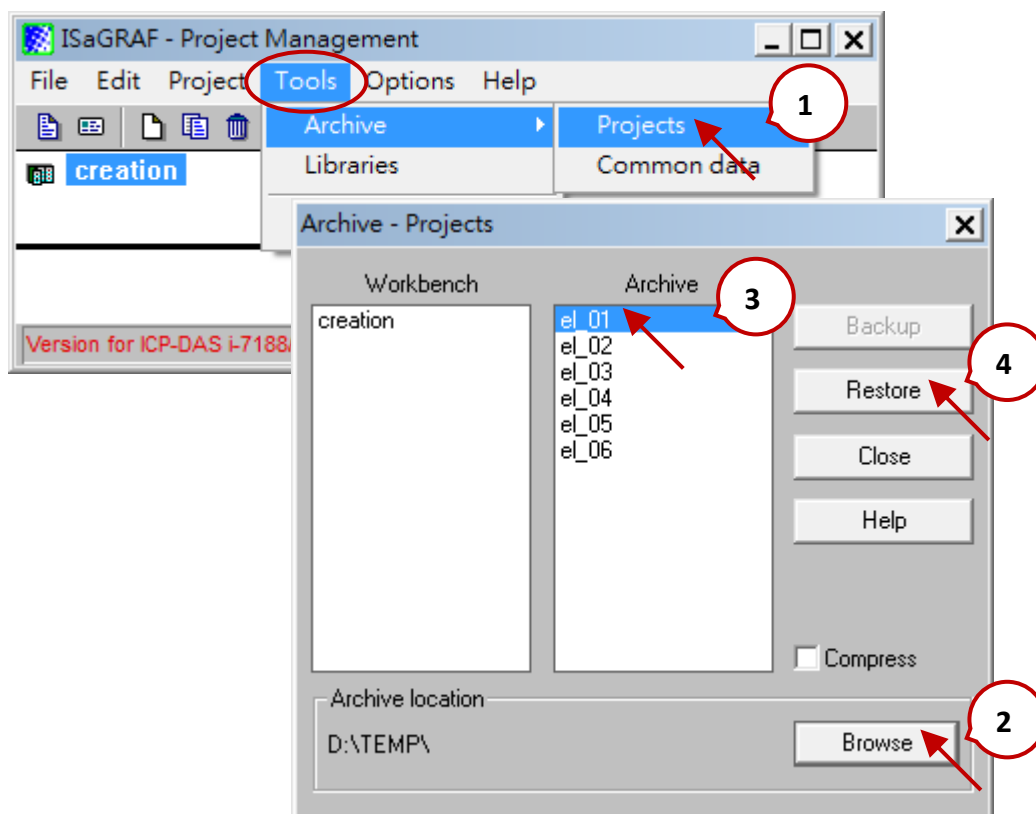 ISaGRAF - Project Management
File Edit Project Tools Options Help
1
Archive Projects
creation Libraries Common data
Archive - Projects
Workbench Archive
3
creation el_01 Backup
el_02
4
el_03 Restore
el_04
el_05
el_06 Close
Help
Version for ICP-DAS i-7188/
Compress
Archive location
2
D:\TEMP\ Browse